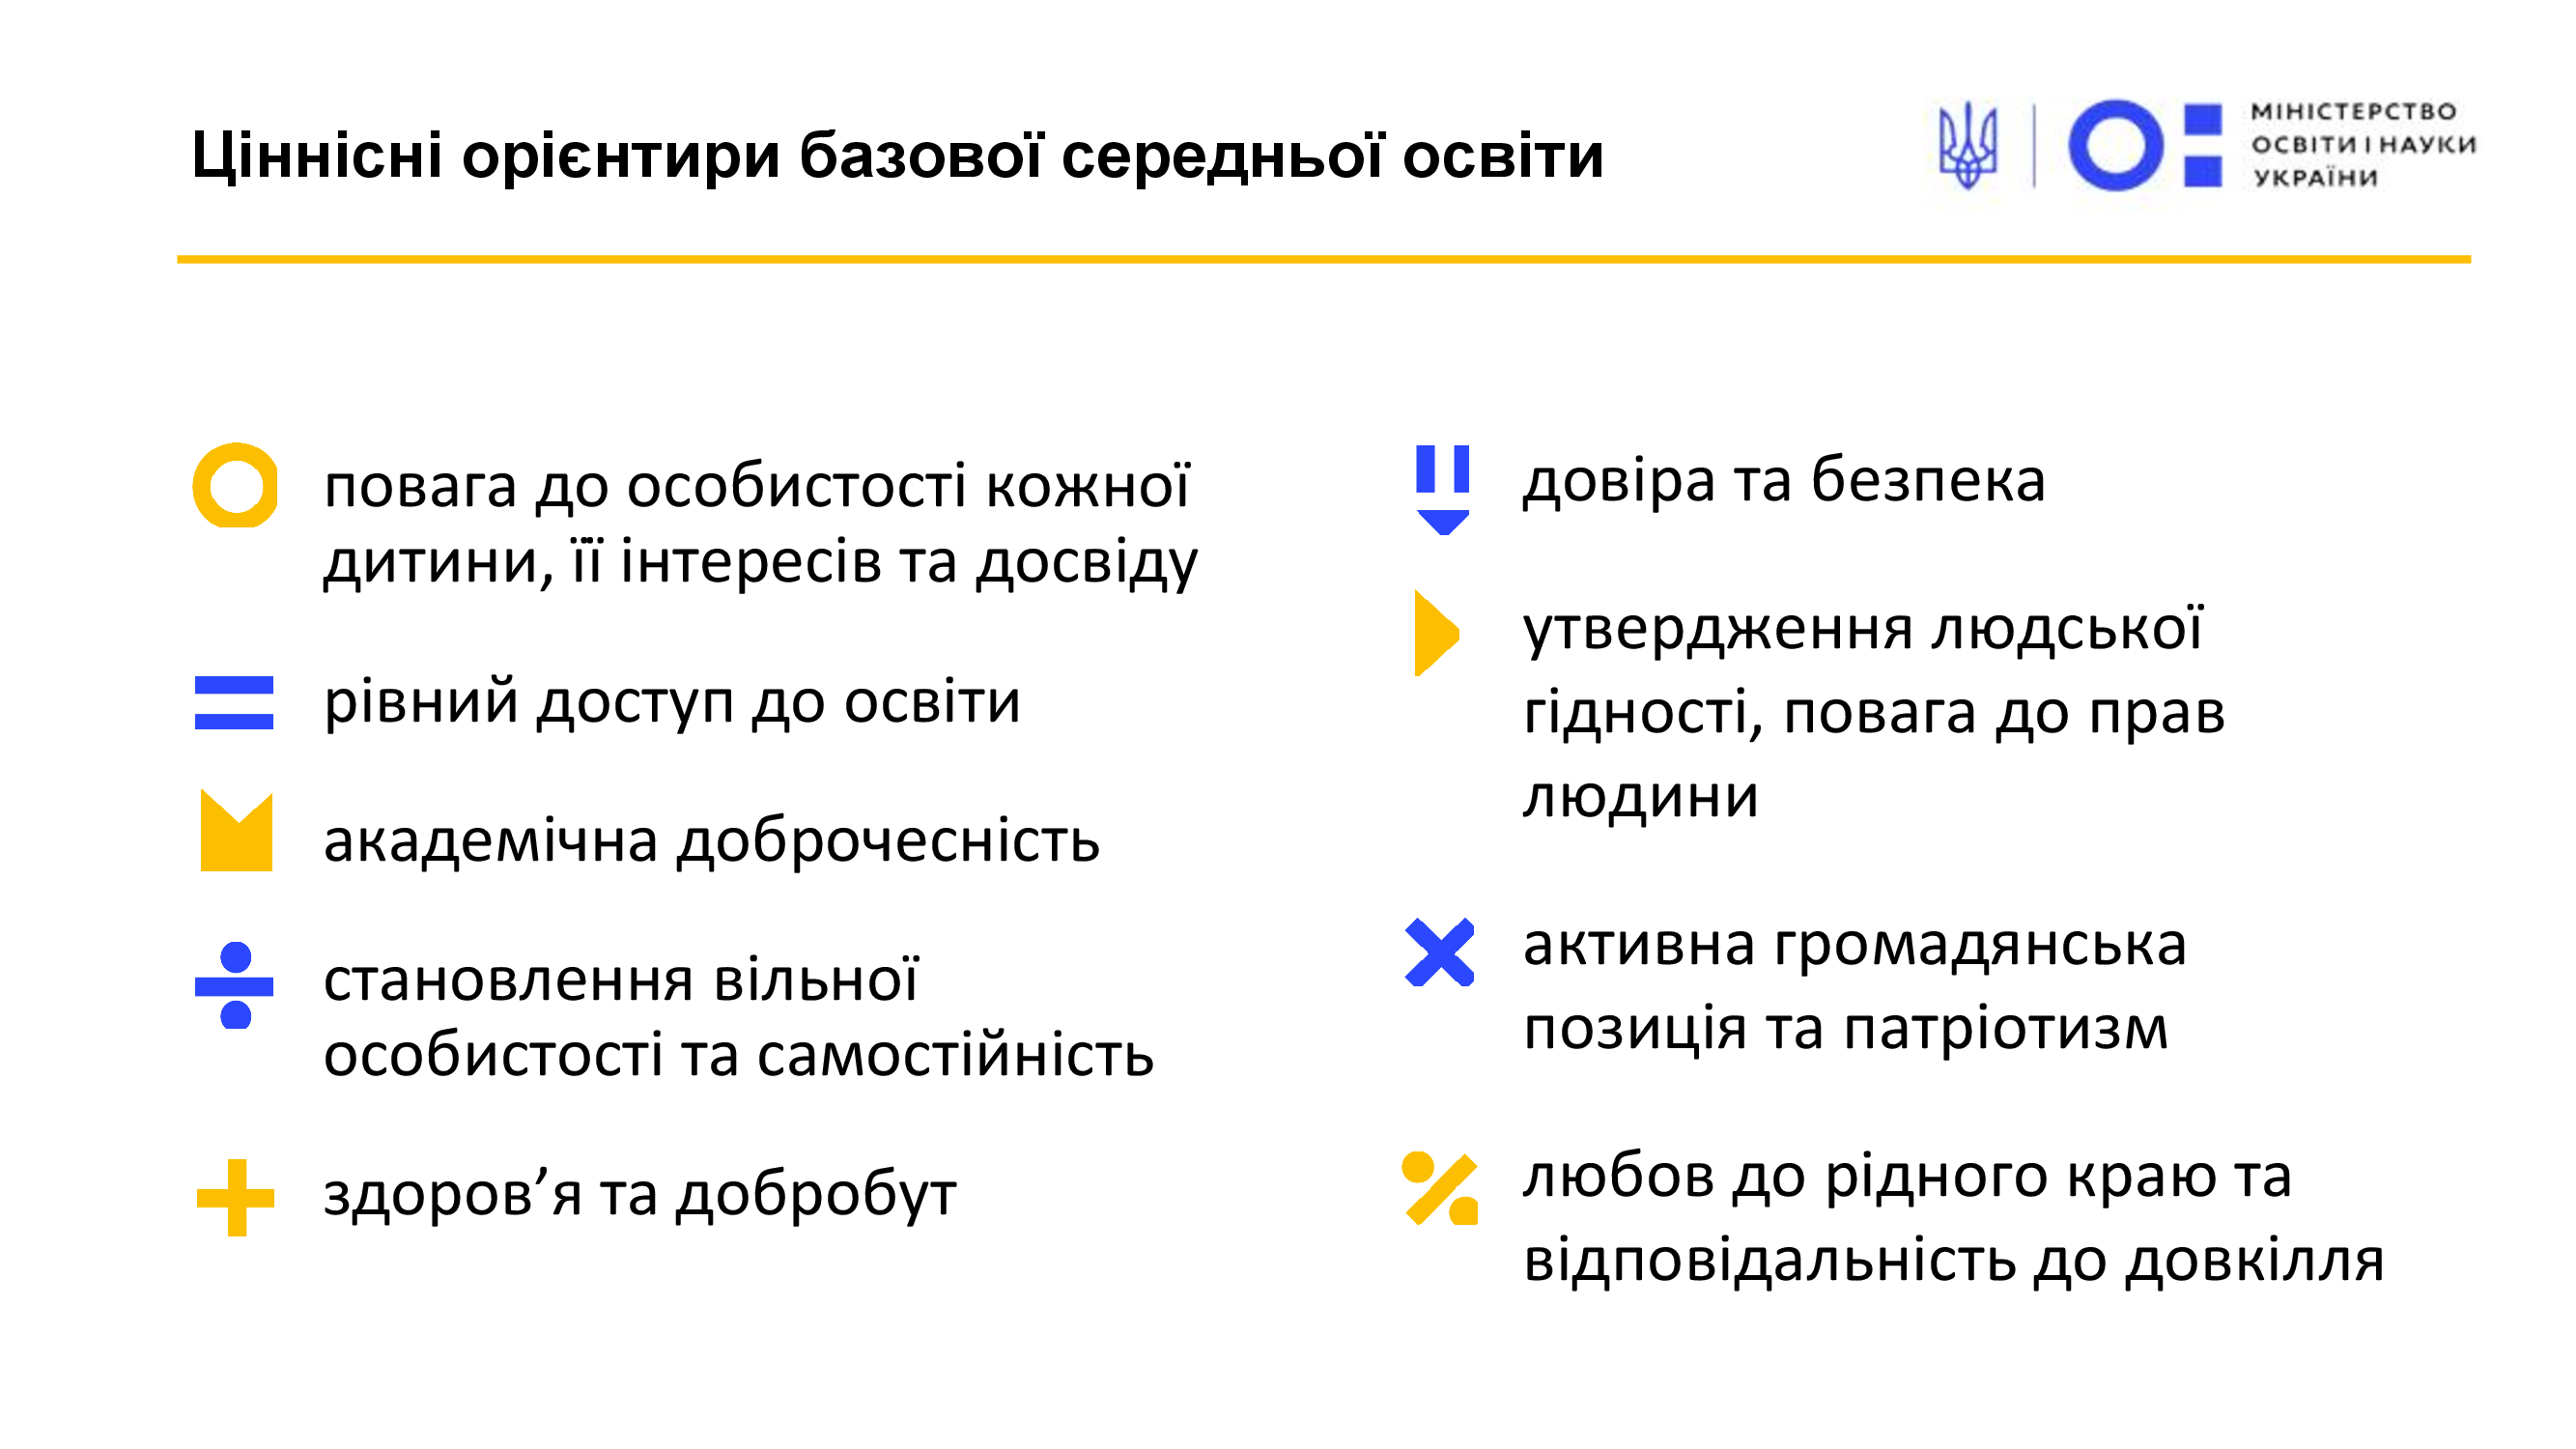 Ціннісні орієнтири базової середньої освіти
МІНІСТЕРСТВО
ОСВІТИ І НАУКИ
УКРАЇНИ
повага до особистості кожної
дитини, її інтересів та досвіду
рівний доступ до освіти
академічна доброчесність
становлення вільної
особистості та самостійність
здоров’я та добробут
довіра та безпека
утвердження людської
гідності, повага до прав
людини
активна громадянська
позиція та патріотизм
любов до рідного краю та
відповідальність до довкілля